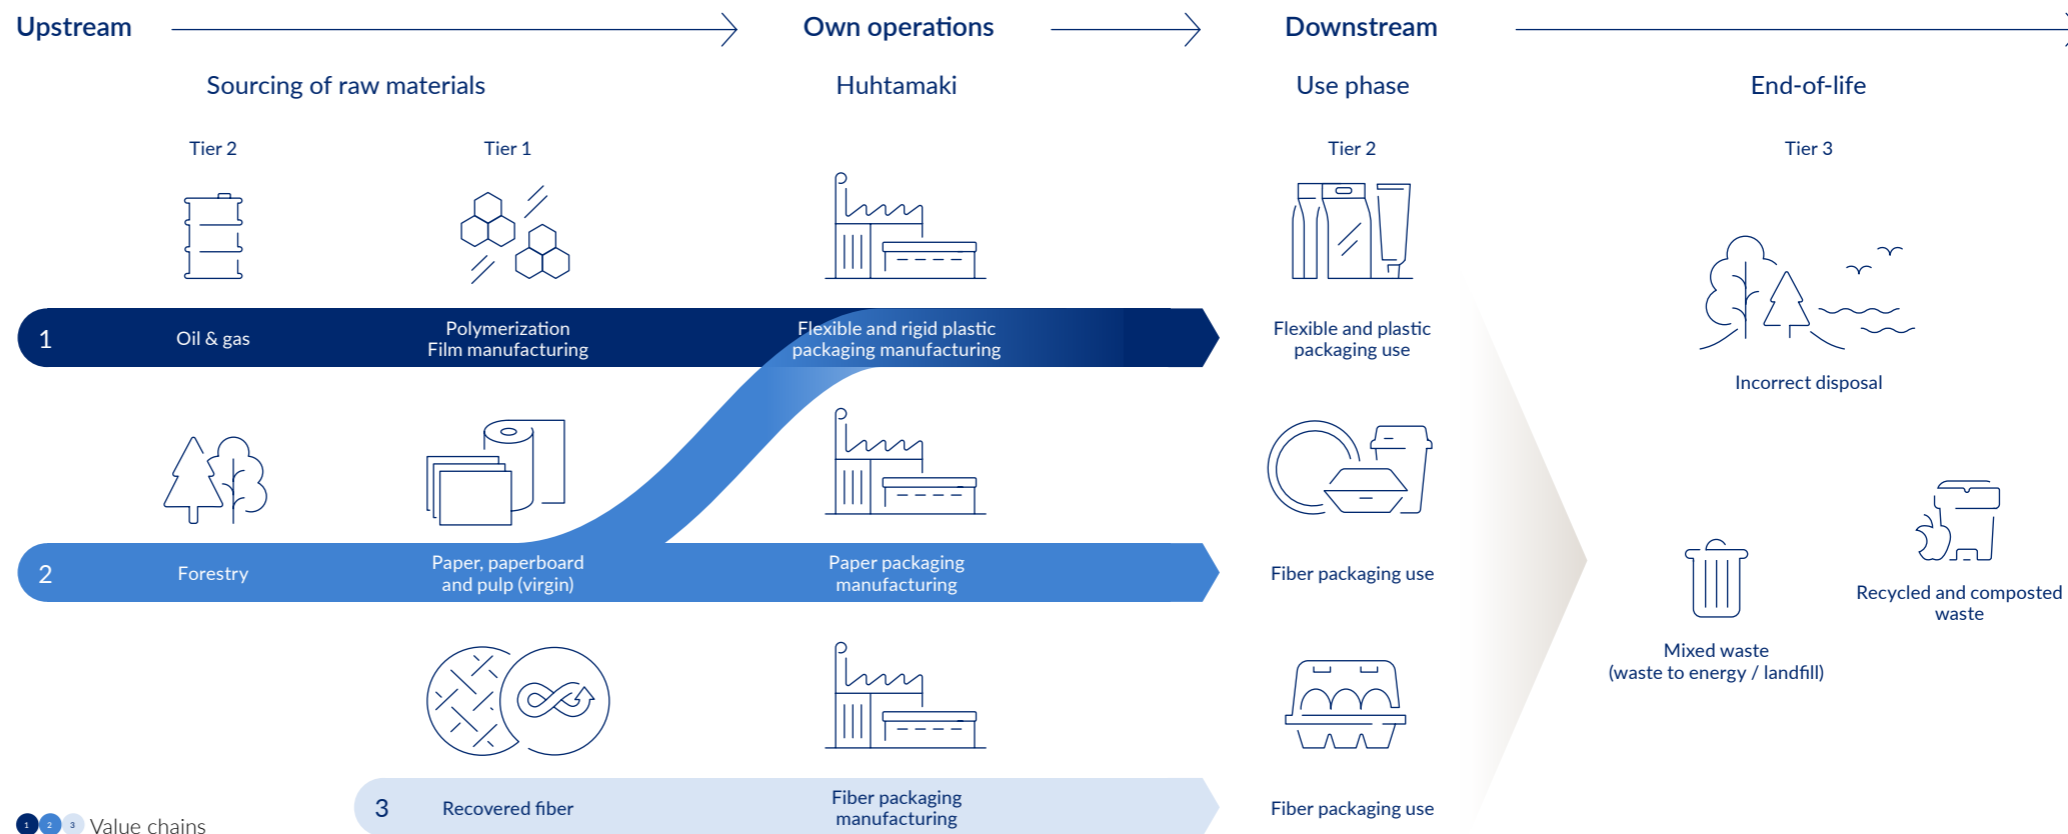 Upstream
Own operations
Downstream
Sourcing of raw materials
Huhtamaki
Use phase
End-of-life
Tier 2
Tier 1
Tier 2
Tier 3
1
Oil & gas
Polymerization
Film manufacturing
Flexible and rigid plastic
packaging manufacturing
Flexible and plastic
packaging use
Incorrect disposal
2
Forestry
Paper, paperboard
and pulp (virgin)
Paper packaging
manufacturing
Fiber packaging use
Recycled and composted
waste
Mixed waste
(waste to energy / landfill)
3
Recovered fiber
Fiber packaging
manufacturing
Fiber packaging use
1 2 3 Value chains